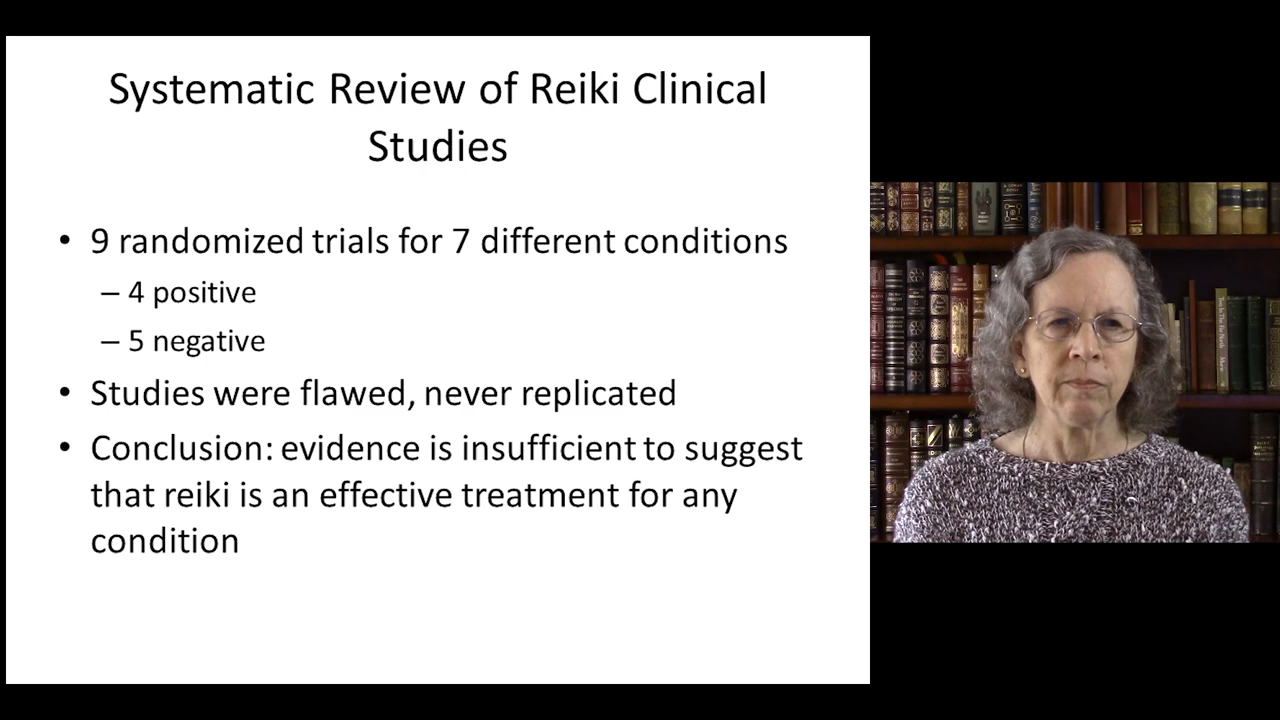 Systematic Review of Reiki Clinical
Studies
• 9 randomized trials for 7 different conditions
– 4 positive
– 5 negative
• Studies were flawed, never replicated
• Conclusion: evidence is insufficient to suggest
that reiki is an effective treatment for any
condition